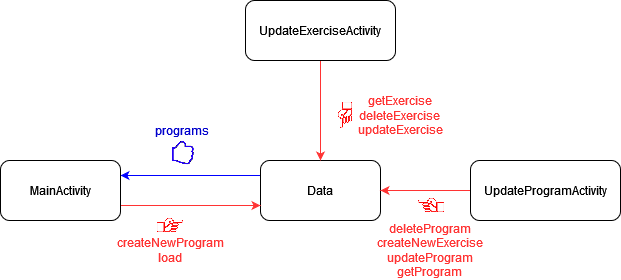 UpdateExerciseActivity
getExercise
deleteExercise
updateExercise
programs
MainActivity
Data
UpdateProgramActivity
createNewProgram
load
deleteProgram
createNewExercise
updateProgram
getProgram